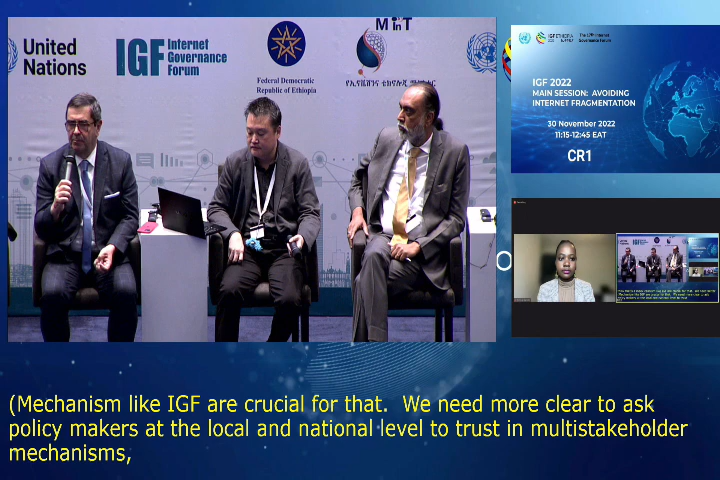 United
Nations
IGF
Internet
Governance
Forum
Federal Democratic
Republic of Ethiopia
MinT
IGF 2022
MAIN SESSION: AVOIDING
INTERNET FRAGMENTATION
30 November 2022
11:15-12:45 EAT
CR1
(Mechanism like IGF are crucial for that. We need more clear to ask
policy makers at the local and national level to trust in multistakeholder
mechanisms,